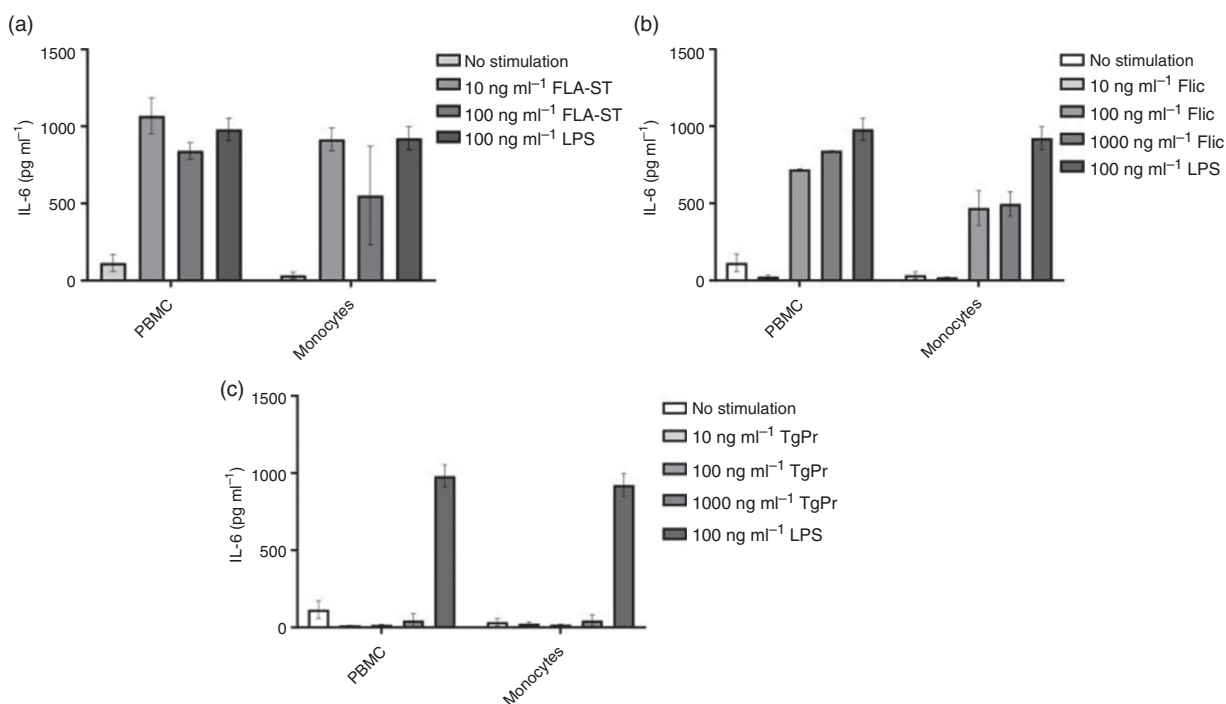 (a)
1500
1000
500
0
IL-6 (pg ml⁻¹)
PBMC
Monocytes
No stimulation
10 ng ml⁻¹ FLA-ST
100 ng ml⁻¹ FLA-ST
100 ng ml⁻¹ LPS
(b)
1500
1000
500
0
IL-6 (pg ml⁻¹)
PBMC
Monocytes
No stimulation
10 ng ml⁻¹ Flic
100 ng ml⁻¹ Flic
1000 ng ml⁻¹ Flic
100 ng ml⁻¹ LPS
(c)
1500
1000
500
0
IL-6 (pg ml⁻¹)
PBMC
Monocytes
No stimulation
10 ng ml⁻¹ TgPr
100 ng ml⁻¹ TgPr
1000 ng ml⁻¹ TgPr
100 ng ml⁻¹ LPS